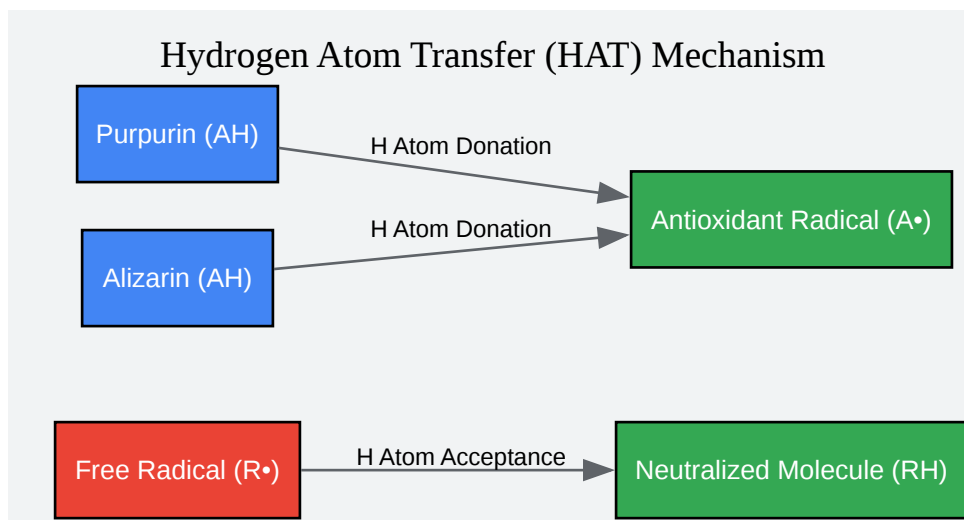 Hydrogen Atom Transfer (HAT) Mechanism
Purpurin (AH)
H Atom Donation
Antioxidant Radical (A•)
H Atom Donation
Alizarin (AH)
Free Radical (R•)
H Atom Acceptance
Neutralized Molecule (RH)